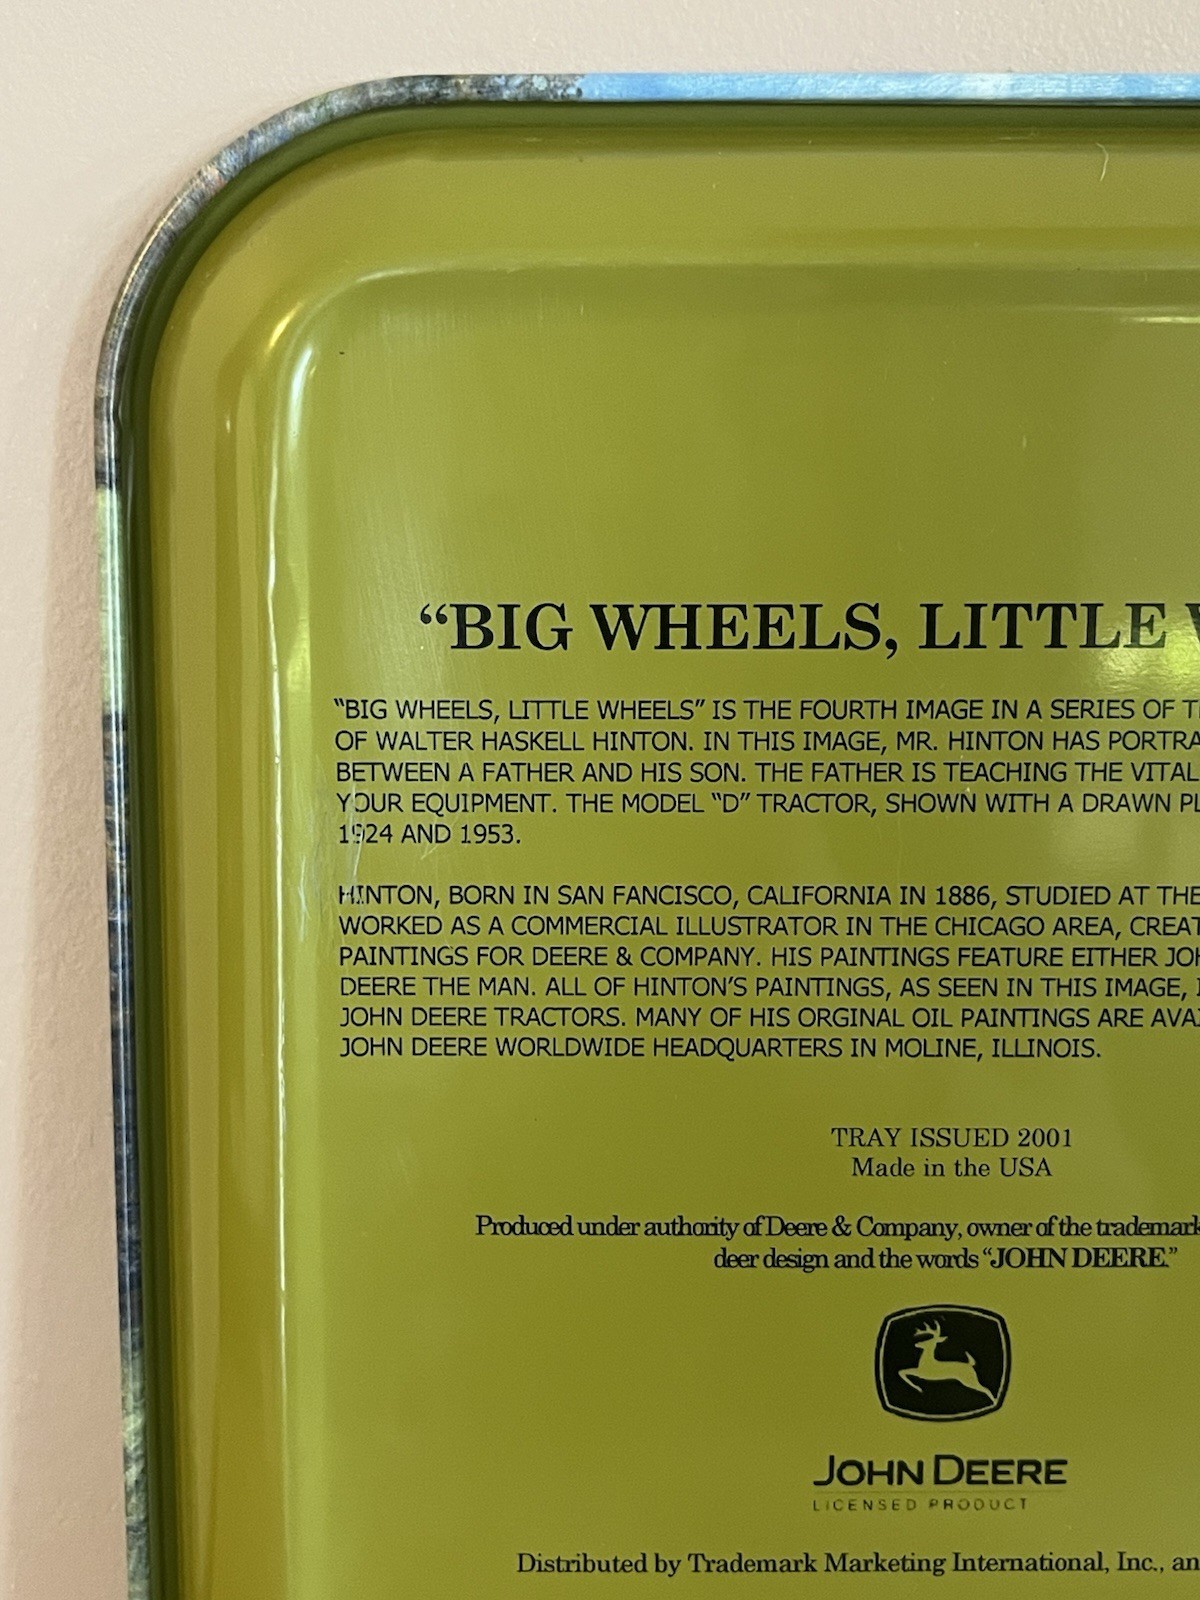 “BIG WHEELS, LITTLE
“BIG WHEELS, LITTLE WHEELS” IS THE FOURTH IMAGE IN A SERIES OF
OF WALTER HASKELL HINTON. IN THIS IMAGE, MR. HINTON HAS PORTRA
BETWEEN A FATHER AND HIS SON. THE FATHER IS TEACHING THE VITAL
YOUR EQUIPMENT. THE MODEL “D” TRACTOR, SHOWN WITH A DRAWN PL
1924 AND 1953.
HINTON, BORN IN SAN FANCISCO, CALIFORNIA IN 1886, STUDIED AT THE
WORKED AS A COMMERCIAL ILLUSTRATOR IN THE CHICAGO AREA, CREAT
PAINTINGS FOR DEERE & COMPANY. HIS PAINTINGS FEATURE EITHER JOH
DEERE THE MAN. ALL OF HINTON’S PAINTINGS, AS SEEN IN THIS IMAGE,
JOHN DEERE TRACTORS. MANY OF HIS ORGINAL OIL PAINTINGS ARE AVA
JOHN DEERE WORLDWIDE HEADQUARTERS IN MOLINE, ILLINOIS.
TRAY ISSUED 2001
Made in the USA
Produced under authority of Deere & Company, owner of the trademark
deer design and the words “JOHN DEERE.”
JOHN DEERE
LICENSED PRODUCT
Distributed by Trademark Marketing International, Inc., an